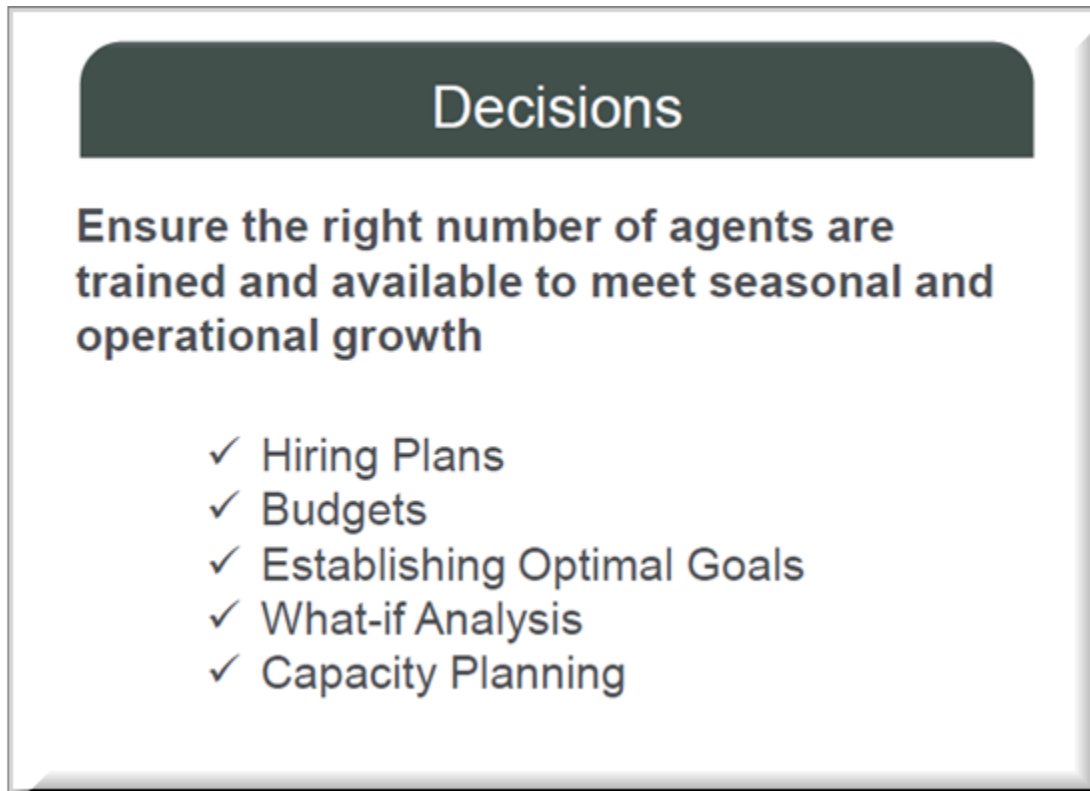 Decisions
Ensure the right number of agents are
trained and available to meet seasonal and
operational growth
✓ Hiring Plans
✓ Budgets
✓ Establishing Optimal Goals
✓ What-if Analysis
✓ Capacity Planning